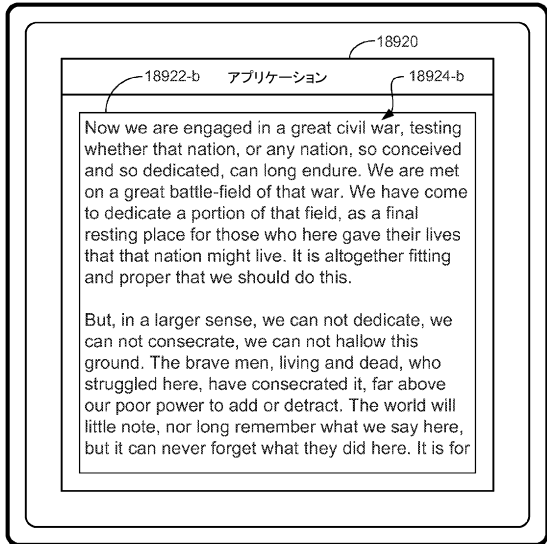 18920
18922-b アプリケーション 18924-b
Now we are engaged in a great civil war, testing
whether that nation, or any nation, so conceived
and so dedicated, can long endure. We are met
on a great battle-field of that war. We have come
to dedicate a portion of that field, as a final
resting place for those who here gave their lives
that that nation might live. It is altogether fitting
and proper that we should do this.
But, in a larger sense, we can not dedicate, we
can not consecrate, we can not hallow this
ground. The brave men, living and dead, who
struggled here, have consecrated it, far above
our poor power to add or detract. The world will
little note, nor long remember what we say here,
but it can never forget what they did here. It is for